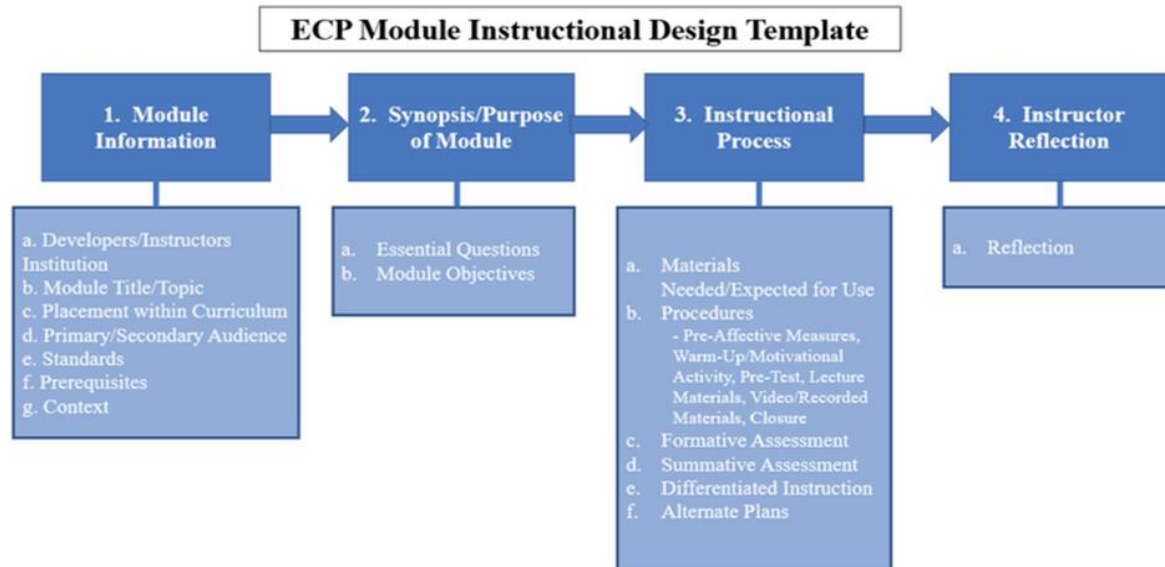 ECP Module Instructional Design Template
1. Module
Information
2. Synopsis/Purpose
of Module
3. Instructional
Process
4. Instructor
Reflection
a. Developers/Instructors
Institution
b. Module Title/Topic
c. Placement within Curriculum
d. Primary/Secondary Audience
e. Standards
f. Prerequisites
g. Context
a. Essential Questions
b. Module Objectives
a. Materials
Needed/Expected for Use
b. Procedures
- Pre-Affective Measures,
Warm-Up/Motivational
Activity, Pre-Test, Lecture
Materials, Video/Recorded
Materials, Closure
c. Formative Assessment
d. Summative Assessment
e. Differentiated Instruction
f. Alternate Plans
a. Reflection